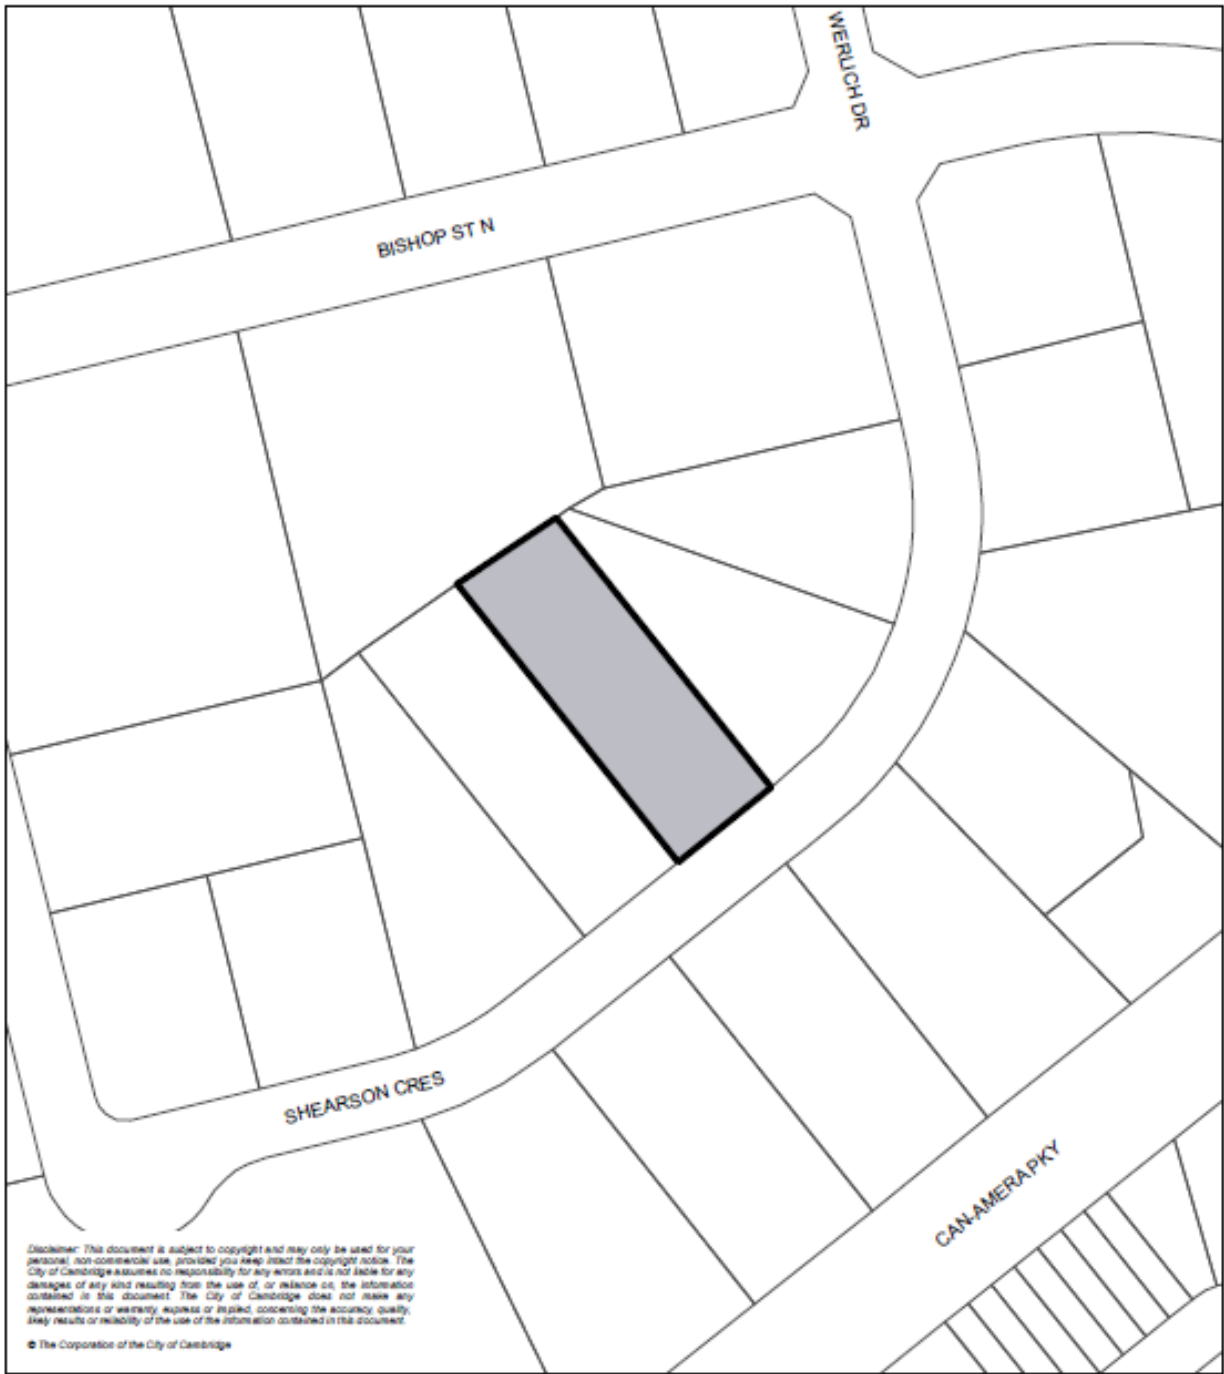 WERLICH DR
BISHOP ST N
SHEARSON CRES
CAN-AMERA PKY
Disclaimer: This document is subject to copyright and may only be used for your
personal, non-commercial use, provided you keep intact the copyright notice. The
City of Cambridge assumes no responsibility for any errors and is not liable for any
damages of any kind resulting from the use of, or reliance on, the information
contained in this document. The City of Cambridge does not make any
representations or warranty, express or implied, concerning the accuracy, quality,
likely results or reliability of the use of the information contained in this document.
© The Corporation of the City of Cambridge